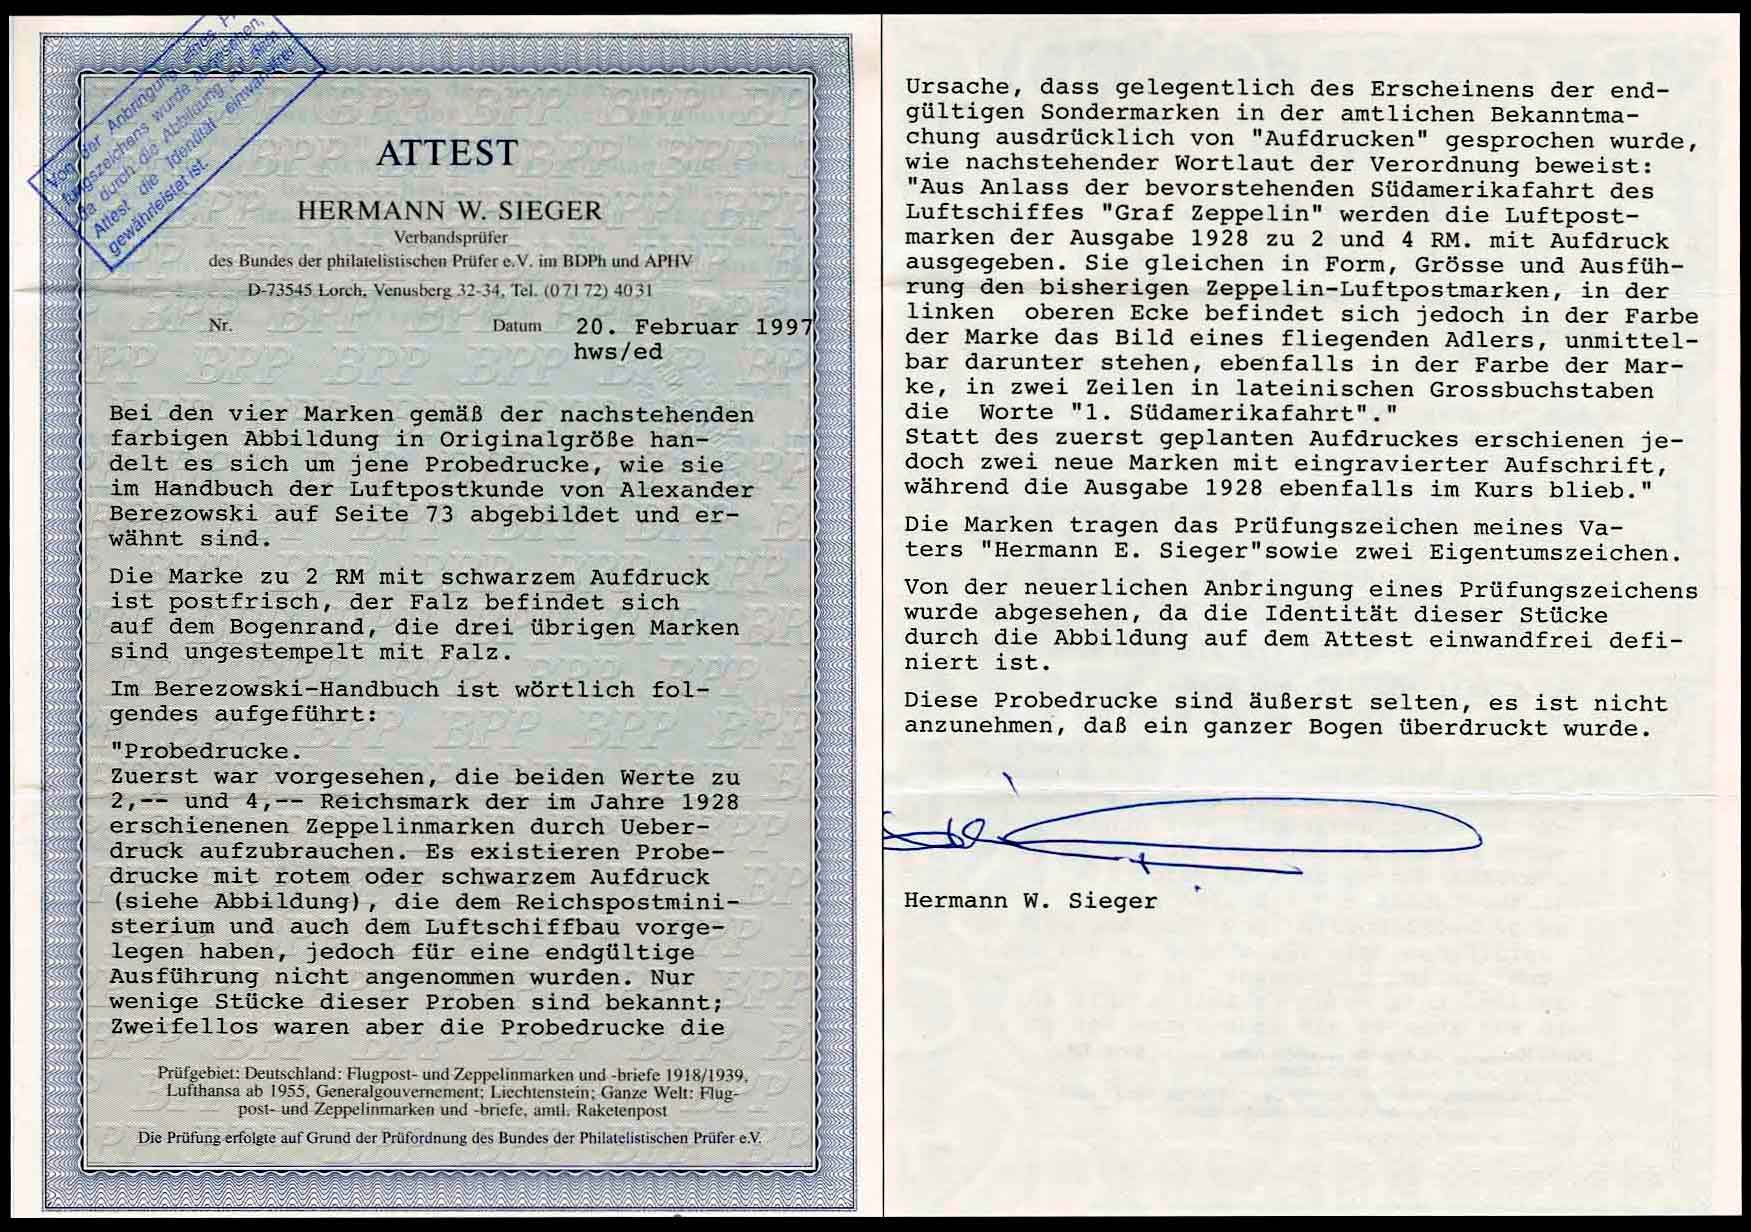 Von der Anbringung eines
fungszeichens wurde abgesehen,
da durch die Abbildung auf dem
Attest die Identität einwandfrei
gewährleistet ist.
ATTEST
HERMANN W. SIEGER
Verbandsprüfer
des Bundes der philatelistischen Prüfer e.V. im BDPh und APHV
D-73545 Lorch, Venusberg 32-34, Tel. (0 71 72) 40 31
Nr. Datum 20. Februar 1997
hws/ed
Bei den vier Marken gemäß der nachstehenden
farbigen Abbildung in Originalgröße han-
delt es sich um jene Probedrucke, wie sie
im Handbuch der Luftpostkunde von Alexander
Berezowski auf Seite 73 abgebildet und er-
wähnt sind.
Die Marke zu 2 RM mit schwarzem Aufdruck
ist postfrisch, der Falz befindet sich
auf dem Bogenrand, die drei übrigen Marken
sind ungestempelt mit Falz.
Im Berezowski-Handbuch ist wörtlich fol-
gendes aufgeführt:
"Probedrucke.
Zuerst war vorgesehen, die beiden Werte zu
2,-- und 4,-- Reichsmark der im Jahre 1928
erschienenen Zeppelinmarken durch Ueber-
druck aufzubrauchen. Es existieren Probe-
drucke mit rotem oder schwarzem Aufdruck
(siehe Abbildung), die dem Reichspostmini-
sterium und auch dem Luftschiffbau vorge-
legen haben, jedoch für eine endgültige
Ausführung nicht angenommen wurden. Nur
wenige Stücke dieser Proben sind bekannt;
Zweifellos waren aber die Probedrucke die
Prüfgebiet: Deutschland: Flugpost- und Zeppelinmarken und -briefe 1918/1939,
Lufthansa ab 1955, Generalgouvernement; Liechtenstein; Ganze Welt: Flug-
post- und Zeppelinmarken und -briefe, amtl. Raketenpost
Die Prüfung erfolgte auf Grund der Prüfordnung des Bundes der Philatelistischen Prüfer e.V.
Ursache, dass gelegentlich des Erscheinens der end-
gültigen Sondermarken in der amtlichen Bekanntma-
chung ausdrücklich von "Aufdrucken" gesprochen wurde,
wie nachstehender Wortlaut der Verordnung beweist:
"Aus Anlass der bevorstehenden Südamerikafahrt des
Luftschiffes "Graf Zeppelin" werden die Luftpost-
marken der Ausgabe 1928 zu 2 und 4 RM. mit Aufdruck
ausgegeben. Sie gleichen in Form, Grösse und Ausfüh-
rung den bisherigen Zeppelin-Luftpostmarken, in der
linken oberen Ecke befindet sich jedoch in der Farbe
der Marke das Bild eines fliegenden Adlers, unmittel-
bar darunter stehen, ebenfalls in der Farbe der Mar-
ke, in zwei Zeilen in lateinischen Grossbuchstaben
die Worte "1. Südamerikafahrt"."
Statt des zuerst geplanten Aufdruckes erschienen je-
doch zwei neue Marken mit eingravierter Aufschrift,
während die Ausgabe 1928 ebenfalls im Kurs blieb."
Die Marken tragen das Prüfungszeichen meines Va-
ters "Hermann E. Sieger"sowie zwei Eigentumszeichen.
Von der neuerlichen Anbringung eines Prüfungszeichens
wurde abgesehen, da die Identität dieser Stücke
durch die Abbildung auf dem Attest einwandfrei defi-
niert ist.
Diese Probedrucke sind äußerst selten, es ist nicht
anzunehmen, daß ein ganzer Bogen überdruckt wurde.
Hermann W. Sieger